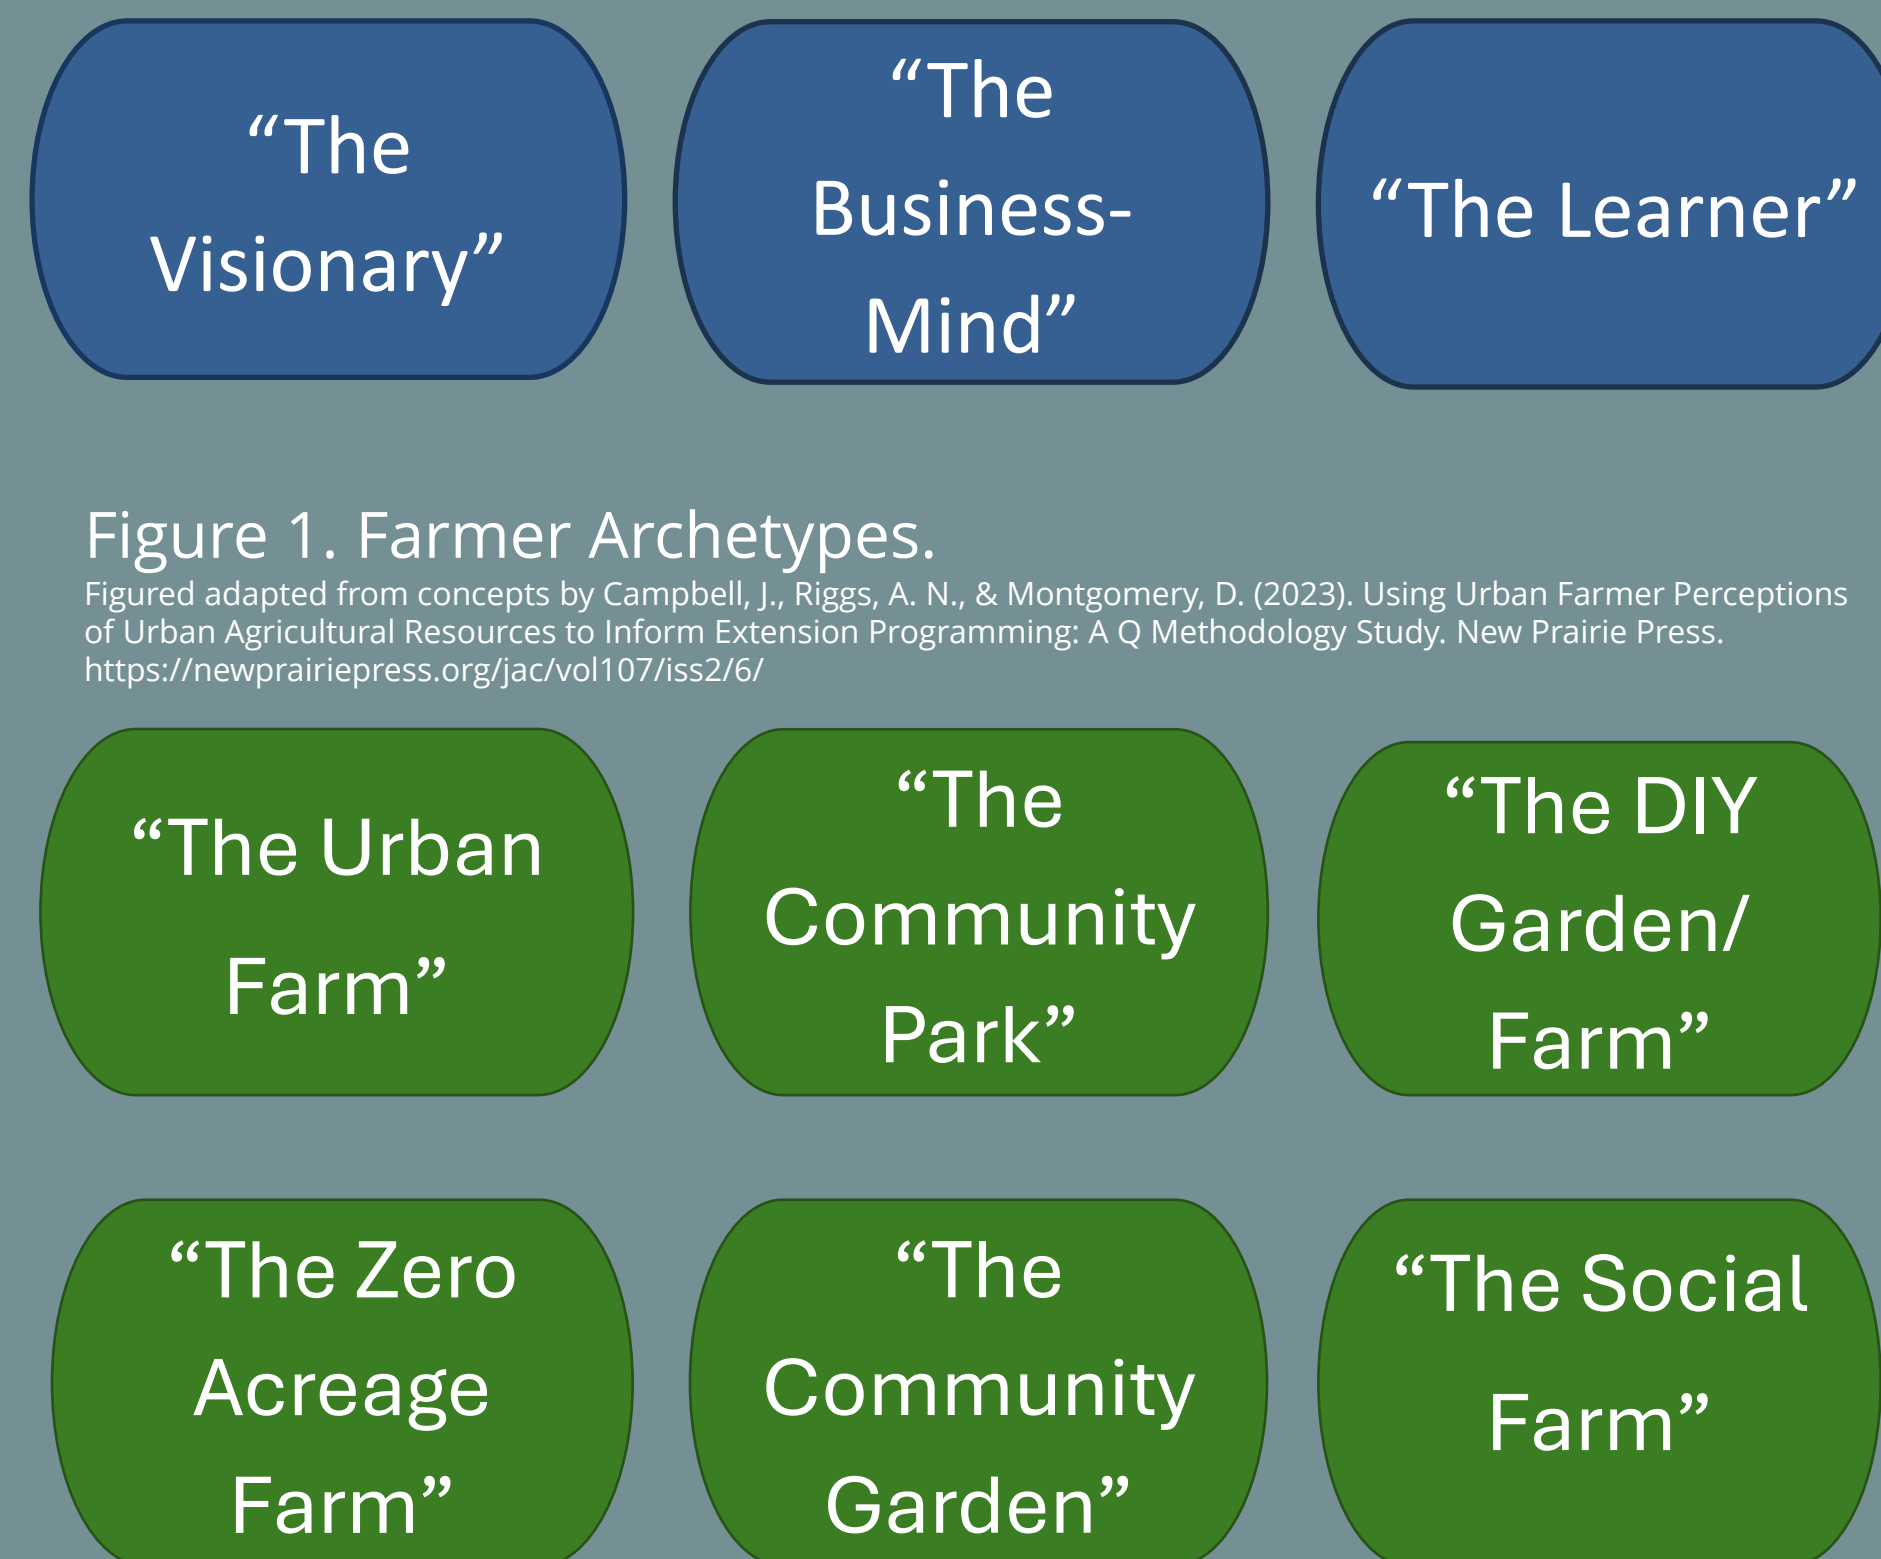 “The
Visionary”
“The
Business-
Mind”
“The Learner”
Figure 1. Farmer Archetypes.
Figured adapted from concepts by Campbell, J., Riggs, A. N., & Montgomery, D. (2023). Using Urban Farmer Perceptions
of Urban Agricultural Resources to Inform Extension Programming: A Q Methodology Study. New Prairie Press.
https://newprairiepress.org/jac/vol107/iss2/6/
“The Urban
Farm”
“The
Community
Park”
“The DIY
Garden/
Farm”
“The Zero
Acreage
Farm”
“The
Community
Garden”
“The Social
Farm”